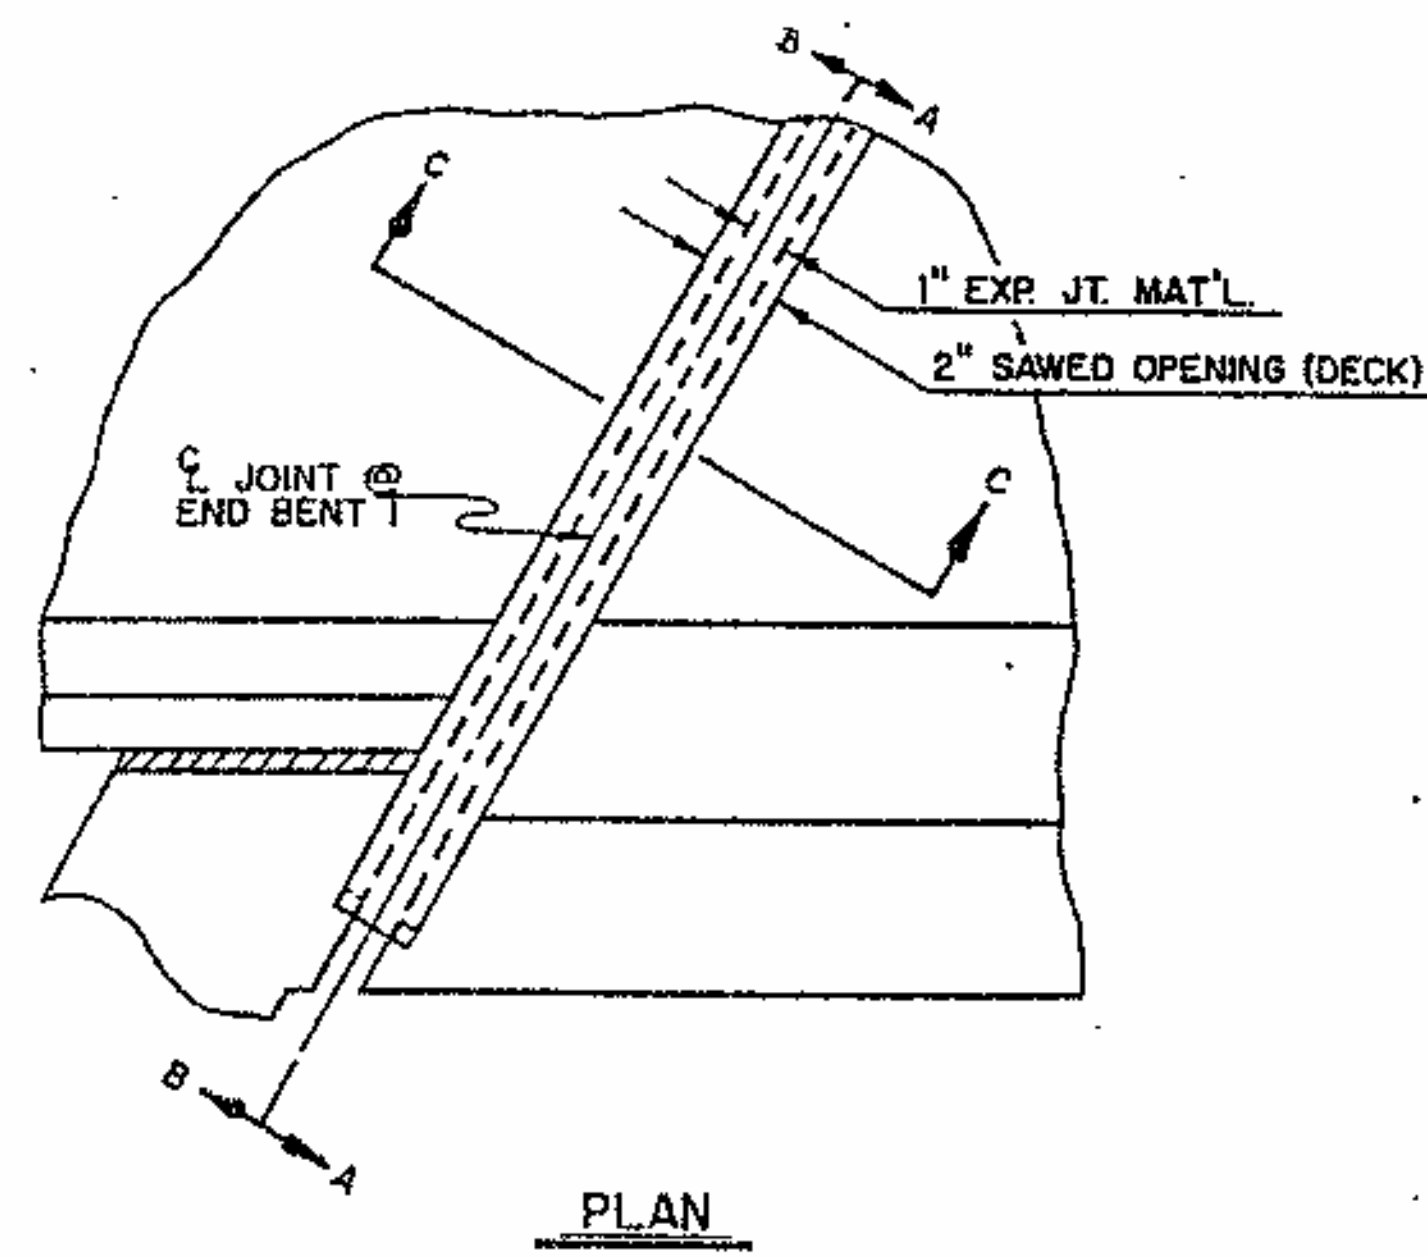 B
A
C
1" EXP. JT. MAT'L.
2" SAWED OPENING (DECK)
℄ JOINT @
END BENT 1
C
B
A
PLAN